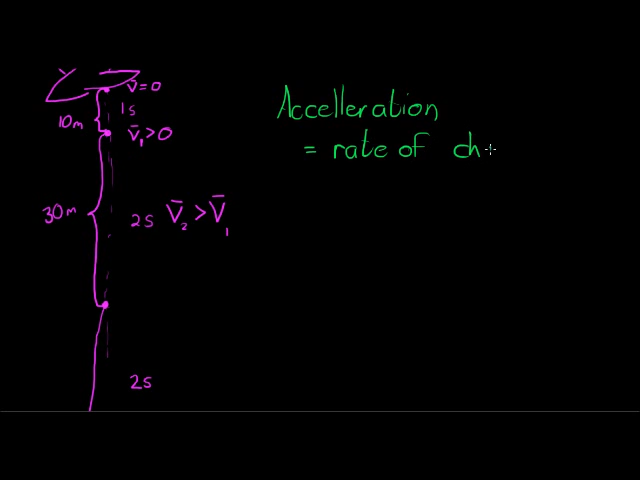 V̄=0
1s
10m
V̄₁>0
30m
2s V̄₂ > V̄₁
2s
Accelleration
= rate of ch